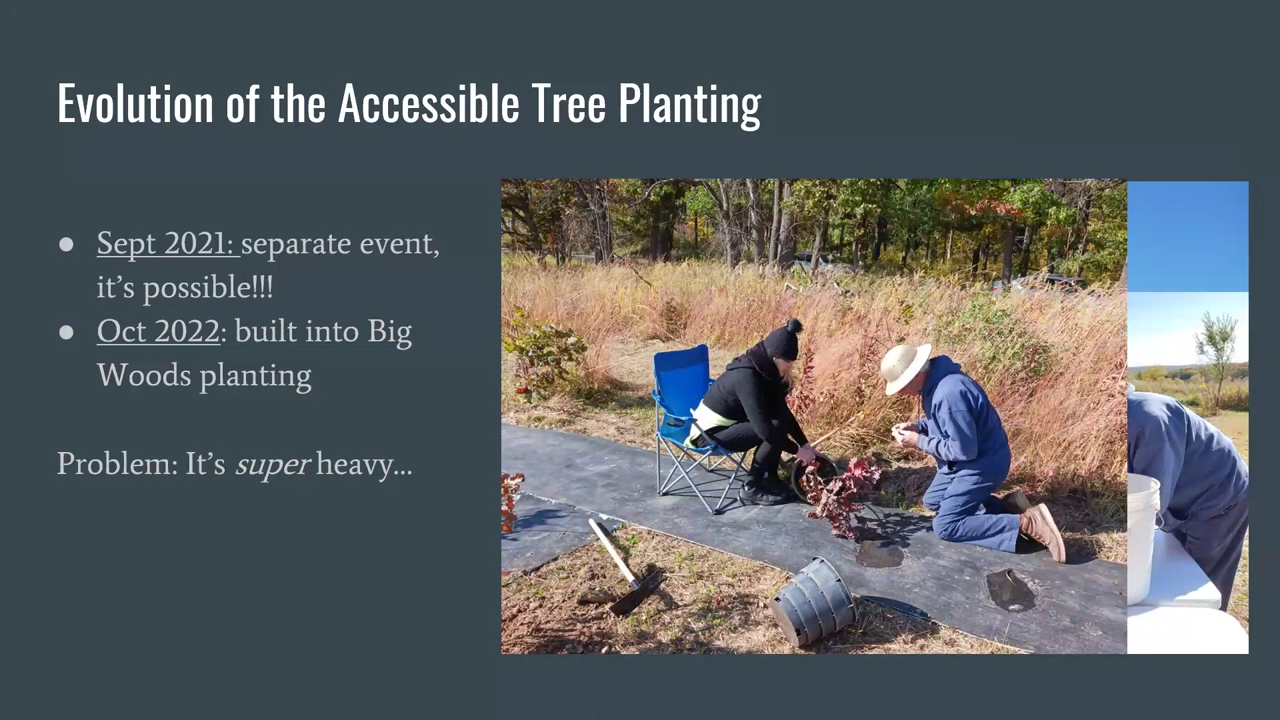 Evolution of the Accessible Tree Planting
● Sept 2021: separate event,
it’s possible!!!
● Oct 2022: built into Big
Woods planting
Problem: It’s super heavy...